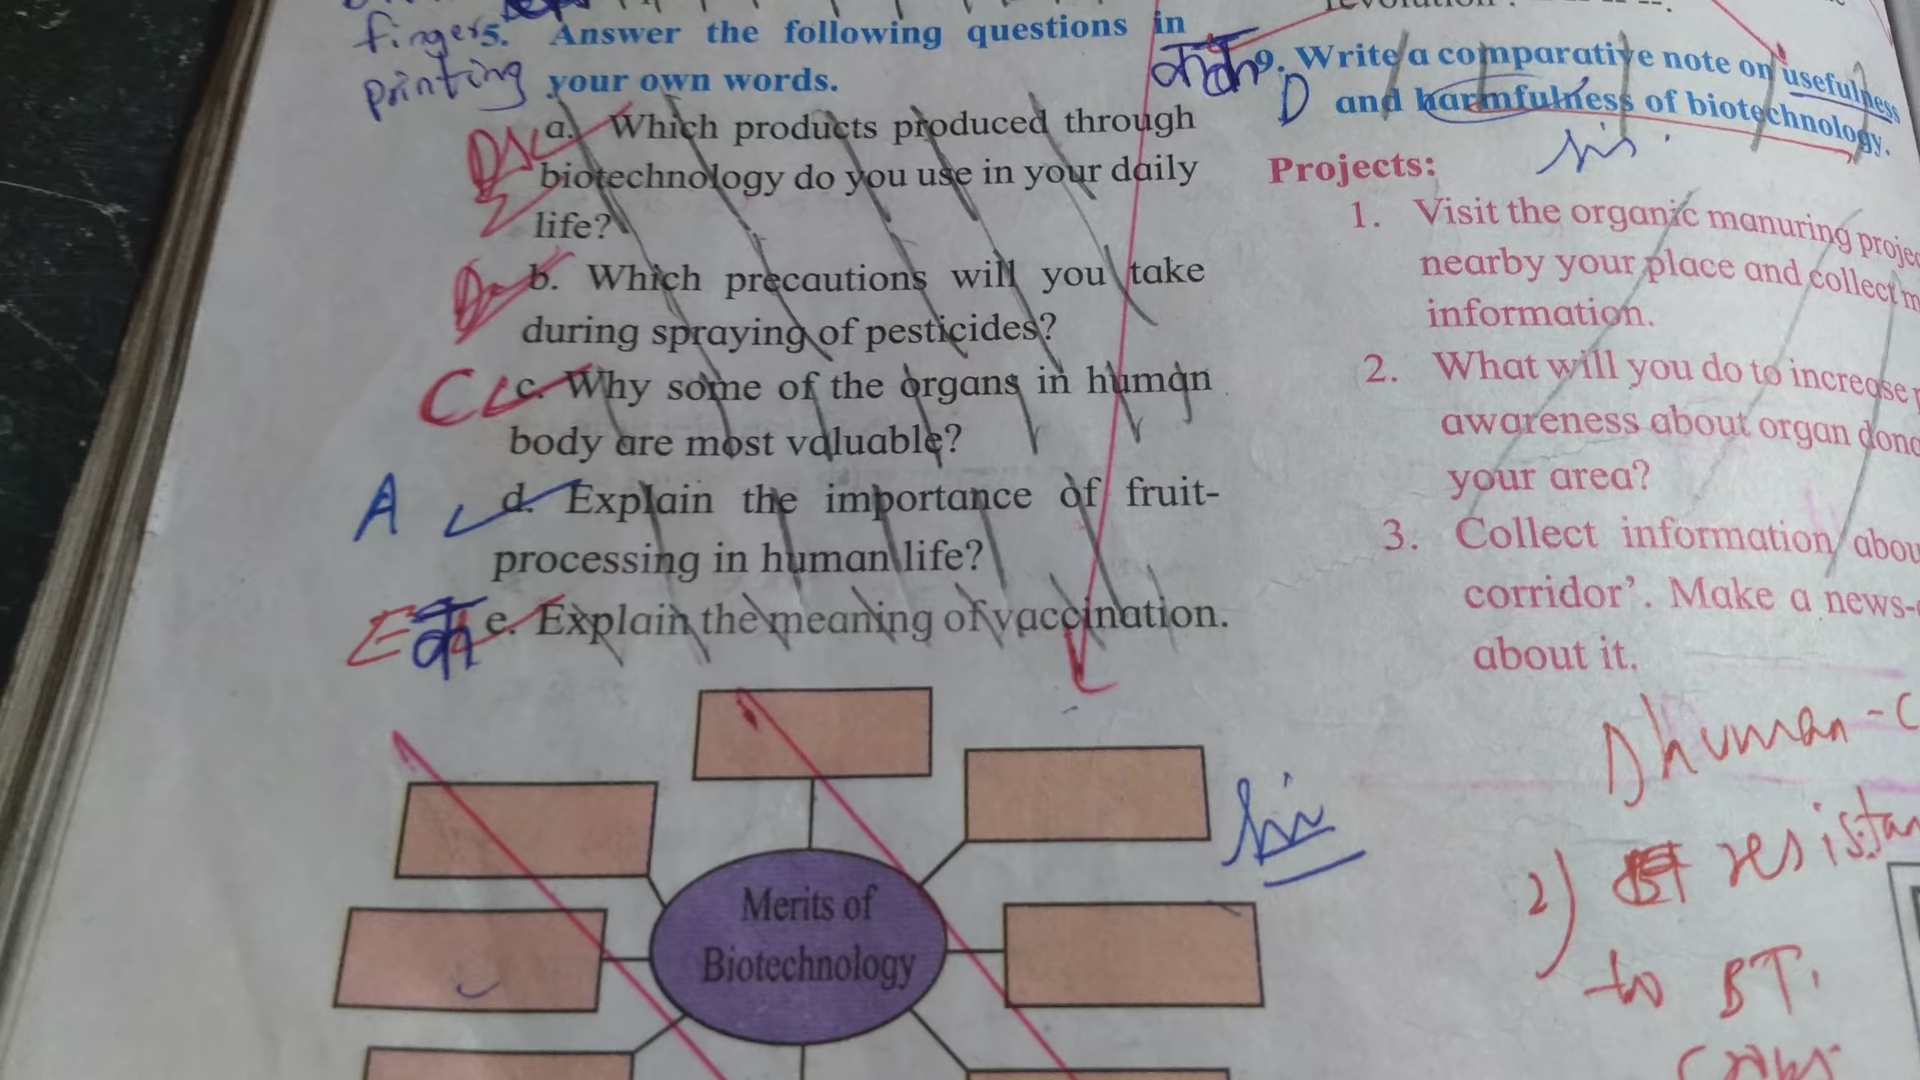 fingers
printing
5. Answer the following questions in
your own words.
a. Which products produced through
biotechnology do you use in your daily
life?
b. Which precautions will you take
during spraying of pesticides?
C c. Why some of the organs in human
body are most valuable?
A d. Explain the importance of fruit-
processing in human life?
E e. Explain the meaning of vaccination.
Merits of
Biotechnology
9. Write a comparative note on usefulness
D and harmfulness of biotechnology.
Projects:
1. Visit the organic manuring
nearby your place and collect
information.
2. What will you do to increase
awareness about organ
your area?
3. Collect information
corridor’. Make a news-
about it.
human -
2) resistan
to BT.